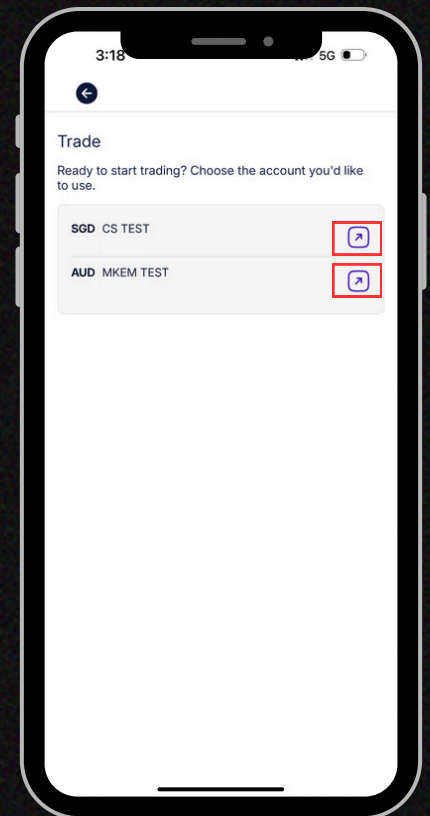 3:18 5G
Trade
Ready to start trading? Choose the account you'd like
to use.
SGD CS TEST
AUD MKEM TEST